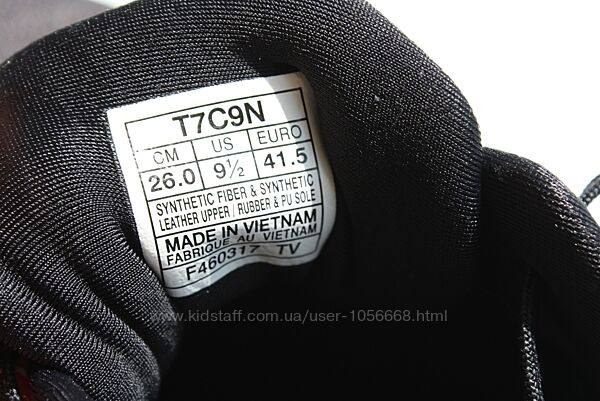 T7C9N
CM US EURO
26.0 9½ 41.5
SYNTHETIC FIBER & SYNTHETIC
LEATHER UPPER / RUBBER & PU SOLE
MADE IN VIETNAM
FABRIQUE AU VIETNAM
F460317 TV
www.kidstaff.com.ua/user-1056668.html